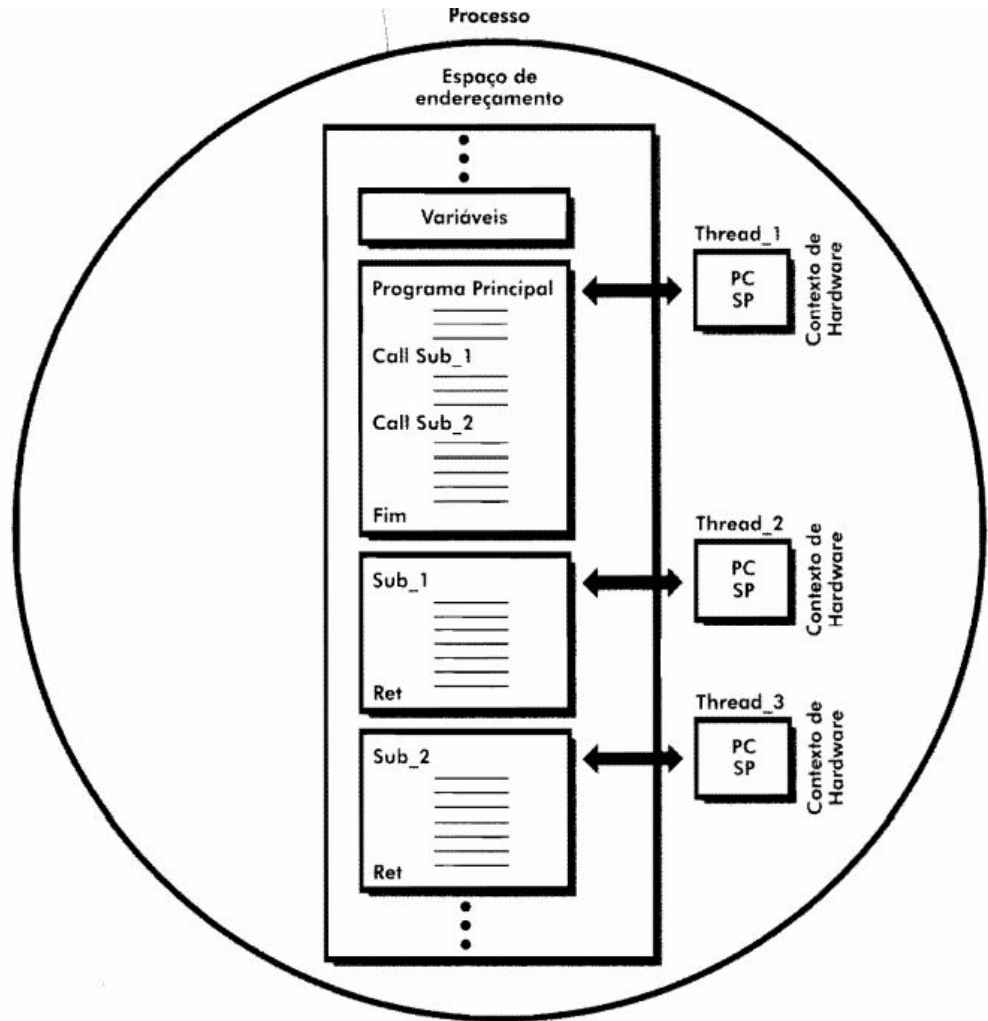 Processo
Espaço de
endereçamento
Variáveis
Programa Principal
Call Sub_1
Call Sub_2
Fim
Sub_1
Ret
Sub_2
Ret
Thread_1
PC
SP
Contexto de
Hardware
Thread_2
PC
SP
Contexto de
Hardware
Thread_3
PC
SP
Contexto de
Hardware